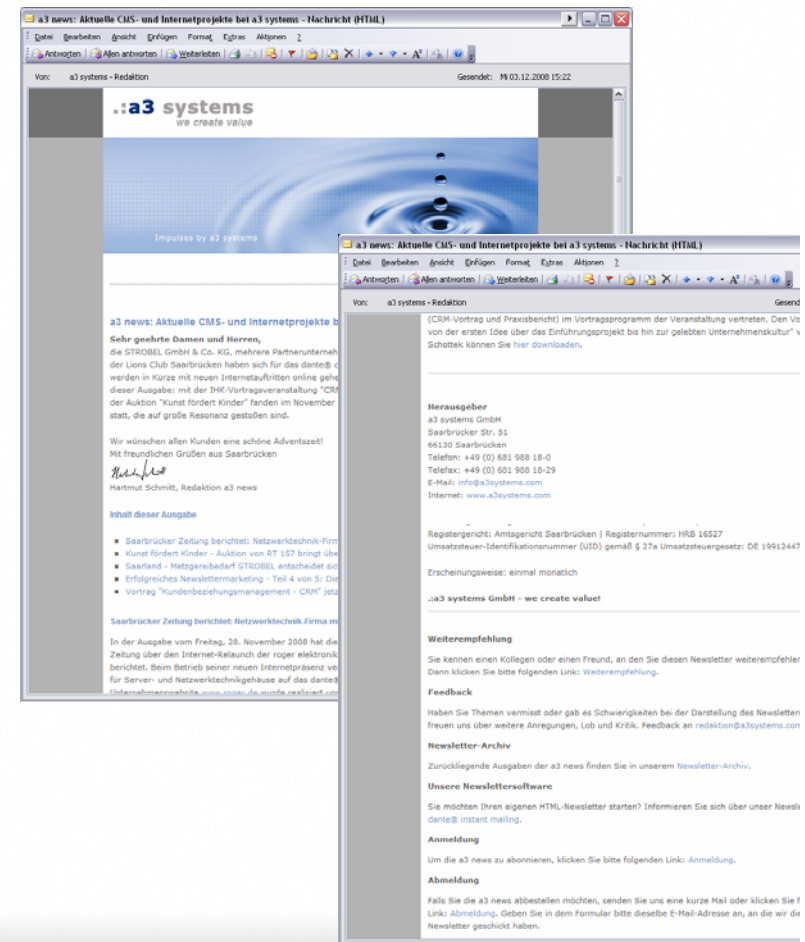 a3 news: Aktuelle CMS- und Internetprojekte bei a3 systems - Nachricht (HTML)
Datei Bearbeiten Ansicht Einfügen Format Extras Aktionen ?
Antworten Allen antworten Weiterleiten
Von: a3 systems - Redaktion Gesendet: Mi 03.12.2008 15:22
.:a3 systems
we create value
Impulses by a3 systems
a3 news: Aktuelle CMS- und Internetprojekte b
Sehr geehrte Damen und Herren,
die STROBEL GmbH & Co. KG, mehrere Partnerunterneh
der Lions Club Saarbrücken haben sich für das dante®
werden in Kürze mit neuen Internetauftritten online gehe
dieser Ausgabe: mit der IHK-Vortragsveranstaltung "CRM
der Auktion "Kunst fördert Kinder" fanden im November
statt, die auf große Resonanz gestoßen sind.
Wir wünschen allen Kunden eine schöne Adventszeit!
Mit freundlichen Grüßen aus Saarbrücken
Hartmut Schmitt, Redaktion a3 news
Inhalt dieser Ausgabe
Saarbrücker Zeitung berichtet: Netzwerktechnik-Firm
Kunst fördert Kinder - Auktion von RT 157 bringt übe
Saarland - Metzgereibedarf STROBEL entscheidet sic
Erfolgreiches Newslettermarketing - Teil 4 von 5: Die
Vortrag "Kundenbeziehungsmanagement - CRM" jetz
Saarbrücker Zeitung berichtet: Netzwerktechnik-Firma m
In der Ausgabe vom Freitag, 28. November 2008 hat die
Zeitung über den Internet-Relaunch der roger elektronik
berichtet. Beim Betrieb seiner neuen Internetpräsenz ve
für Server- und Netzwerktechnikgehäuse auf das dante®
Unternehmenswebsite www.roger.de wurde realisiert von
a3 news: Aktuelle CMS- und Internetprojekte bei a3 systems - Nachricht (HTML)
Datei Bearbeiten Ansicht Einfügen Format Extras Aktionen ?
Antworten Allen antworten Weiterleiten
Von: a3 systems - Redaktion Gesend
(CRM-Vortrag und Praxisbericht) im Vortragsprogramm der Veranstaltung vertreten. Den Vo
von der ersten Idee über das Einführungsprojekt bis hin zur gelebten Unternehmenskultur" v
Schottek können Sie hier downloaden.
Herausgeber
a3 systems GmbH
Saarbrücker Str. 51
66130 Saarbrücken
Telefon: +49 (0) 681 988 18-0
Telefax: +49 (0) 681 988 18-29
E-Mail: info@a3systems.com
Internet: www.a3systems.com
Registergericht: Amtsgericht Saarbrücken | Registernummer: HRB 16527
Umsatzsteuer-Identifikationsnummer (UID) gemäß § 27a Umsatzsteuergesetz: DE 19912447
Erscheinungsweise: einmal monatlich
.:a3 systems GmbH - we create value!
Weiterempfehlung
Sie kennen einen Kollegen oder einen Freund, an den Sie diesen Newsletter weiterempfehlen
Dann klicken Sie bitte folgenden Link: Weiterempfehlung.
Feedback
Haben Sie Themen vermisst oder gab es Schwierigkeiten bei der Darstellung des Newsletters
freuen uns über weitere Anregungen, Lob und Kritik. Feedback an redaktion@a3systems.com
Newsletter-Archiv
Zurückliegende Ausgaben der a3 news finden Sie in unserem Newsletter-Archiv.
Unsere Newslettersoftware
Sie möchten Ihren eigenen HTML-Newsletter starten? Informieren Sie sich über unser Newsle
dante® instant mailing.
Anmeldung
Um die a3 news zu abonnieren, klicken Sie bitte folgenden Link: Anmeldung.
Abmeldung
Falls Sie die a3 news abbestellen möchten, senden Sie uns eine kurze Mail oder klicken Sie f
Link: Abmeldung. Geben Sie in dem Formular bitte dieselbe E-Mail-Adresse an, an die wir die
Newsletter geschickt haben.